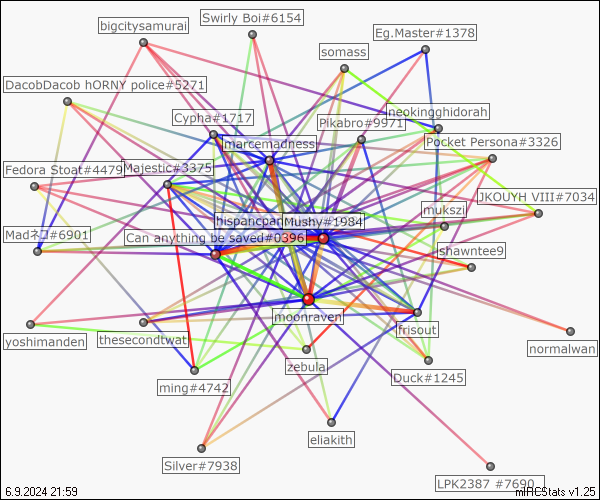 Swirly Boi#6154
bigcitysamurai
Eg.Master#1378
somass
DacobDacob hORNY police#5271
neokingghidorah
Cypha#1717
Pikabro#9971
Pocket Persona#3326
marcemadness
Fedora Stoat#4479
Majestic#3375
JKOUYH VIII#7034
mukszi
hispanicpan
Mushy#1984
Madネコ#6901
Can anything be saved#0396
shawntee9
moonraven
frisout
yoshimanden
thesecondtwat
normalwan
zebula
ming#4742
Duck#1245
eliakith
Silver#7938
LPK2387 #7690
6.9.2024 21:59
mIRCStats v1.25